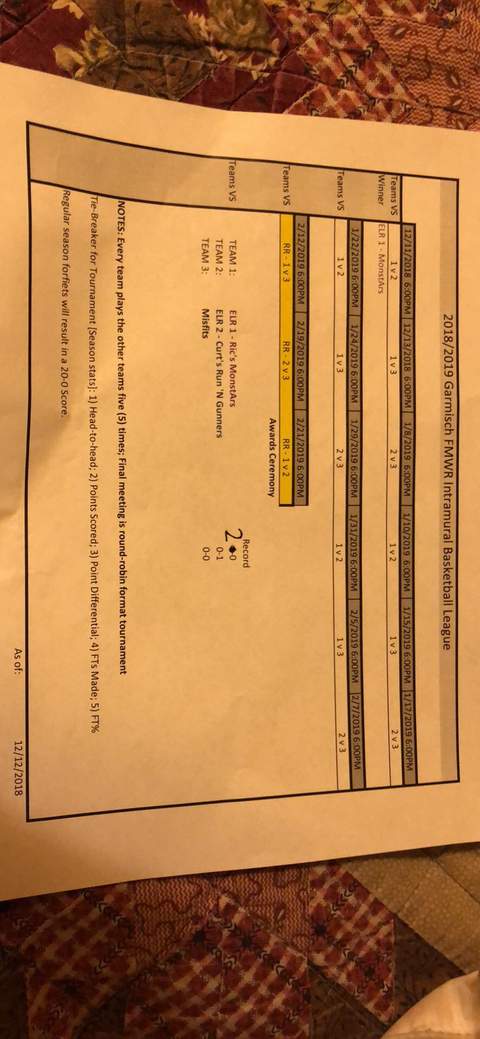 2018/2019 Garmisch FMWR Intramural Basketball League
12/11/2018 6:00PM 12/13/2018 6:00PM 1/8/2019 6:00PM 1/10/2019 6:00PM 1/15/2019 6:00PM 1/17/2019 6:00PM
Teams VS 1 v 2 1 v 3 2 v 3 1 v 2 1 v 3 2 v 3
Winner ELR 1 - MonstArs
1/22/2019 6:00PM 1/24/2019 6:00PM 1/29/2019 6:00PM 1/31/2019 6:00PM 2/5/2019 6:00PM 2/7/2019 6:00PM
Teams VS 1 v 2 1 v 3 2 v 3 1 v 2 1 v 3 2 v 3
2/12/2019 6:00PM 2/19/2019 6:00PM 2/21/2019 6:00PM
Teams VS RR - 1 v 3 RR - 2 v 3 RR - 1 v 2
Awards Ceremony
Record
Teams VS TEAM 1: ELR 1 - Ric's MonstArs 2-0
TEAM 2: ELR 2 - Curt's Run 'N Gunners 0-1
TEAM 3: Misfits 0-0
NOTES: Every team plays the other teams five (5) times; Final meeting is round-robin format tournament
Tie-Breaker for Tournament [Season stats]: 1) Head-to-head; 2) Points Scored; 3) Point Differential; 4) FTs Made; 5) FT%
Regular season forfiets will result in a 20-0 Score.
As of: 12/12/2018